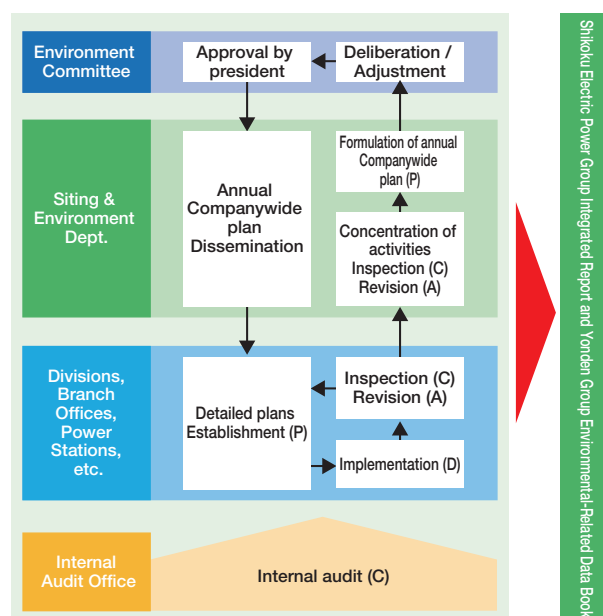 Environment
Committee
Approval by
president
Deliberation /
Adjustment
Siting &
Environment
Dept.
Annual
Companywide
plan
Dissemination
Formulation of annual
Companywide
plan (P)
Concentration of
activities
Inspection (C)
Revision (A)
Divisions,
Branch
Offices,
Power
Stations,
etc.
Detailed plans
Establishment (P)
Inspection (C)
Revision (A)
Implementation (D)
Internal
Audit Office
Internal audit (C)
Shikoku Electric Power Group Integrated Report and Yonden Group Environmental-Related Data Book